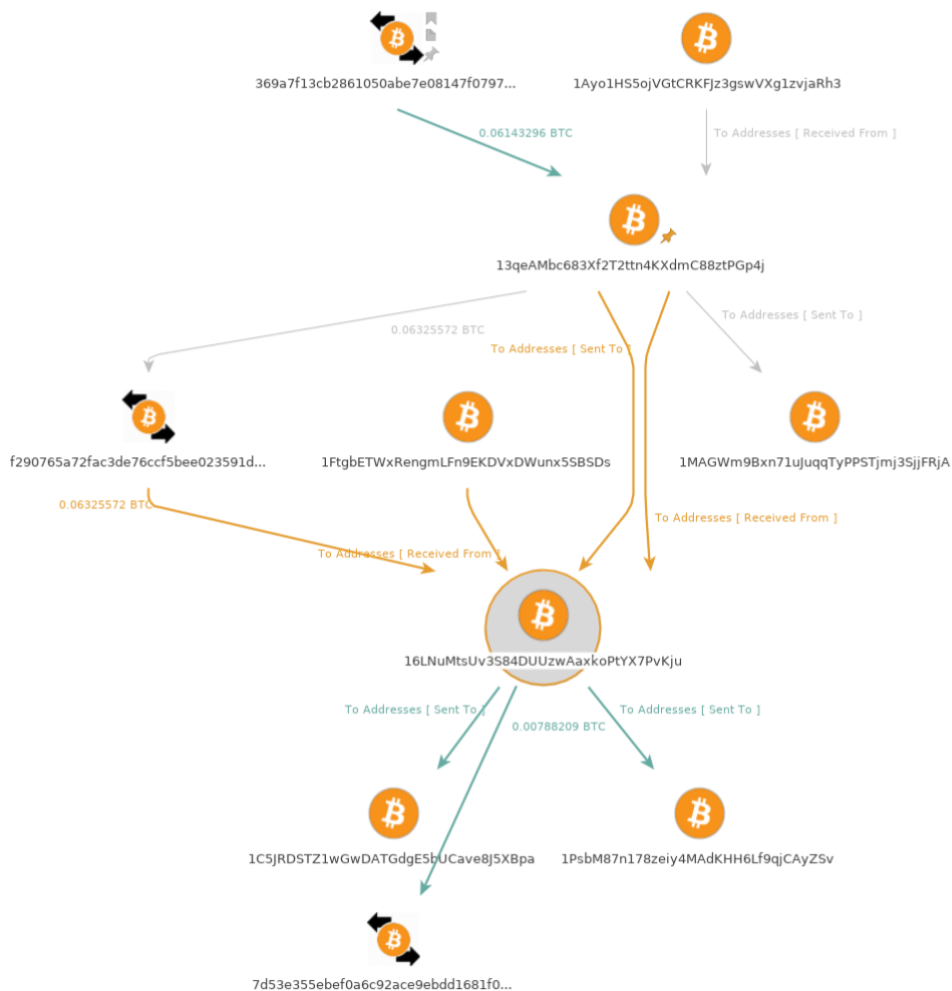 369a7f13cb2861050abe7e08147f0797...
1Ayo1HS5ojVGtCRKFJz3gswVXg1zvjaRh3
0.06143296 BTC
To Addresses [ Received From ]
13qeAMbc683Xf2T2ttn4KXdmC88ztPGp4j
To Addresses [ Sent To ]
0.06325572 BTC
To Addresses [ Sent To ]
f290765a72fac3de76ccf5bee023591d...
1FtgbETWxRengmLFn9EKDVxDWunx5SBSDs
1MAGWm9Bxn71uJuqqTyPPSTjmj3SjjFRjA
0.06325572 BTC
To Addresses [ Received From ]
To Addresses [ Received From ]
16LNuMtsUv3S84DUUzwAaxkoPtYX7PvKju
To Addresses [ Sent To ]
To Addresses [ Sent To ]
0.00788209 BTC
1C5JRDSTZ1wGwDATGdgE5bUCave8J5XBpa
1PsbM87n178zeiy4MAdKHH6Lf9qjCAyZSv
7d53e355ebef0a6c92ace9ebdd1681f0...